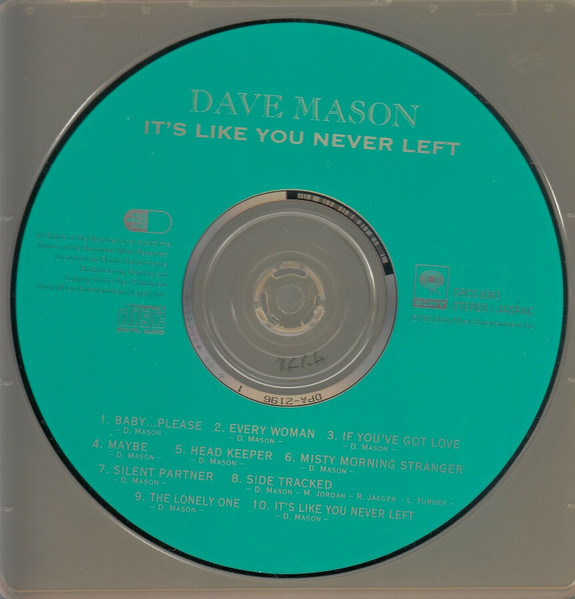 DAVE MASON
IT'S LIKE YOU NEVER LEFT
DIGITAL AUDIO
DPA-2196
1
1. BABY...PLEASE 2. EVERY WOMAN 3. IF YOU'VE GOT LOVE
– D. MASON – – D. MASON – – D. MASON –
4. MAYBE 5. HEAD KEEPER 6. MISTY MORNING STRANGER
– D. MASON – – D. MASON – – D. MASON –
7. SILENT PARTNER 8. SIDE TRACKED
– D. MASON – – D. MASON – M. JORDAN – R. JAEGER – L. TURNER –
9. THE LONELY ONE 10. IT'S LIKE YOU NEVER LEFT
– D. MASON – – D. MASON –